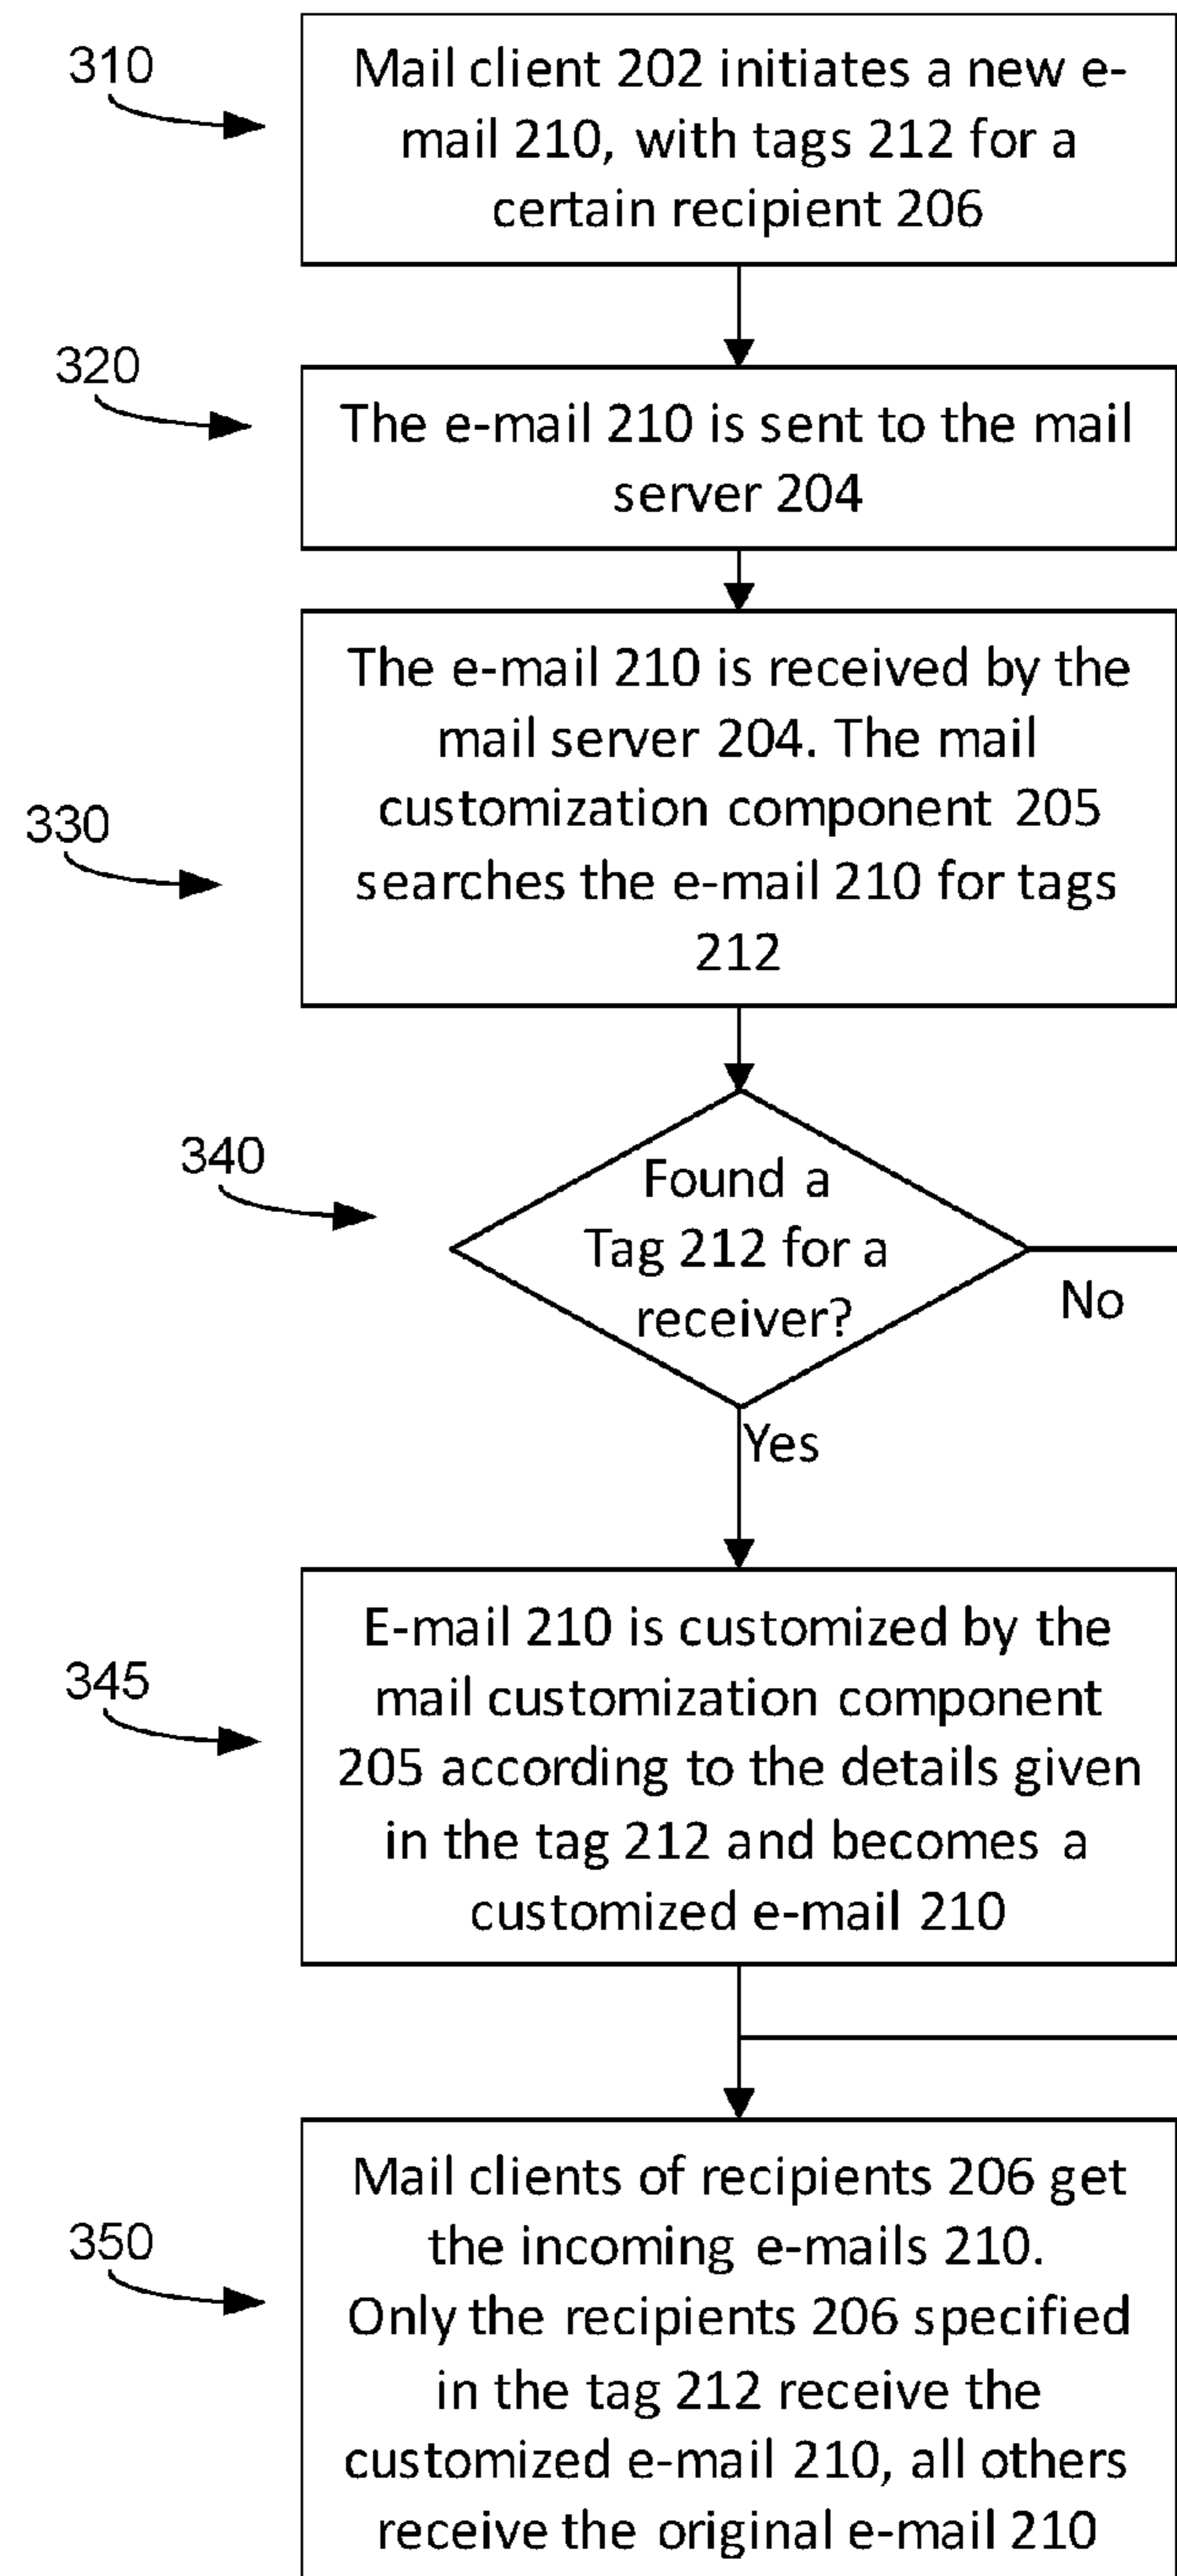 310
Mail client 202 initiates a new e-
mail 210, with tags 212 for a
certain recipient 206
320
The e-mail 210 is sent to the mail
server 204
330
The e-mail 210 is received by the
mail server 204. The mail
customization component 205
searches the e-mail 210 for tags
212
340
Found a
Tag 212 for a
receiver?
No
Yes
345
E-mail 210 is customized by the
mail customization component
205 according to the details given
in the tag 212 and becomes a
customized e-mail 210
350
Mail clients of recipients 206 get
the incoming e-mails 210.
Only the recipients 206 specified
in the tag 212 receive the
customized e-mail 210, all others
receive the original e-mail 210